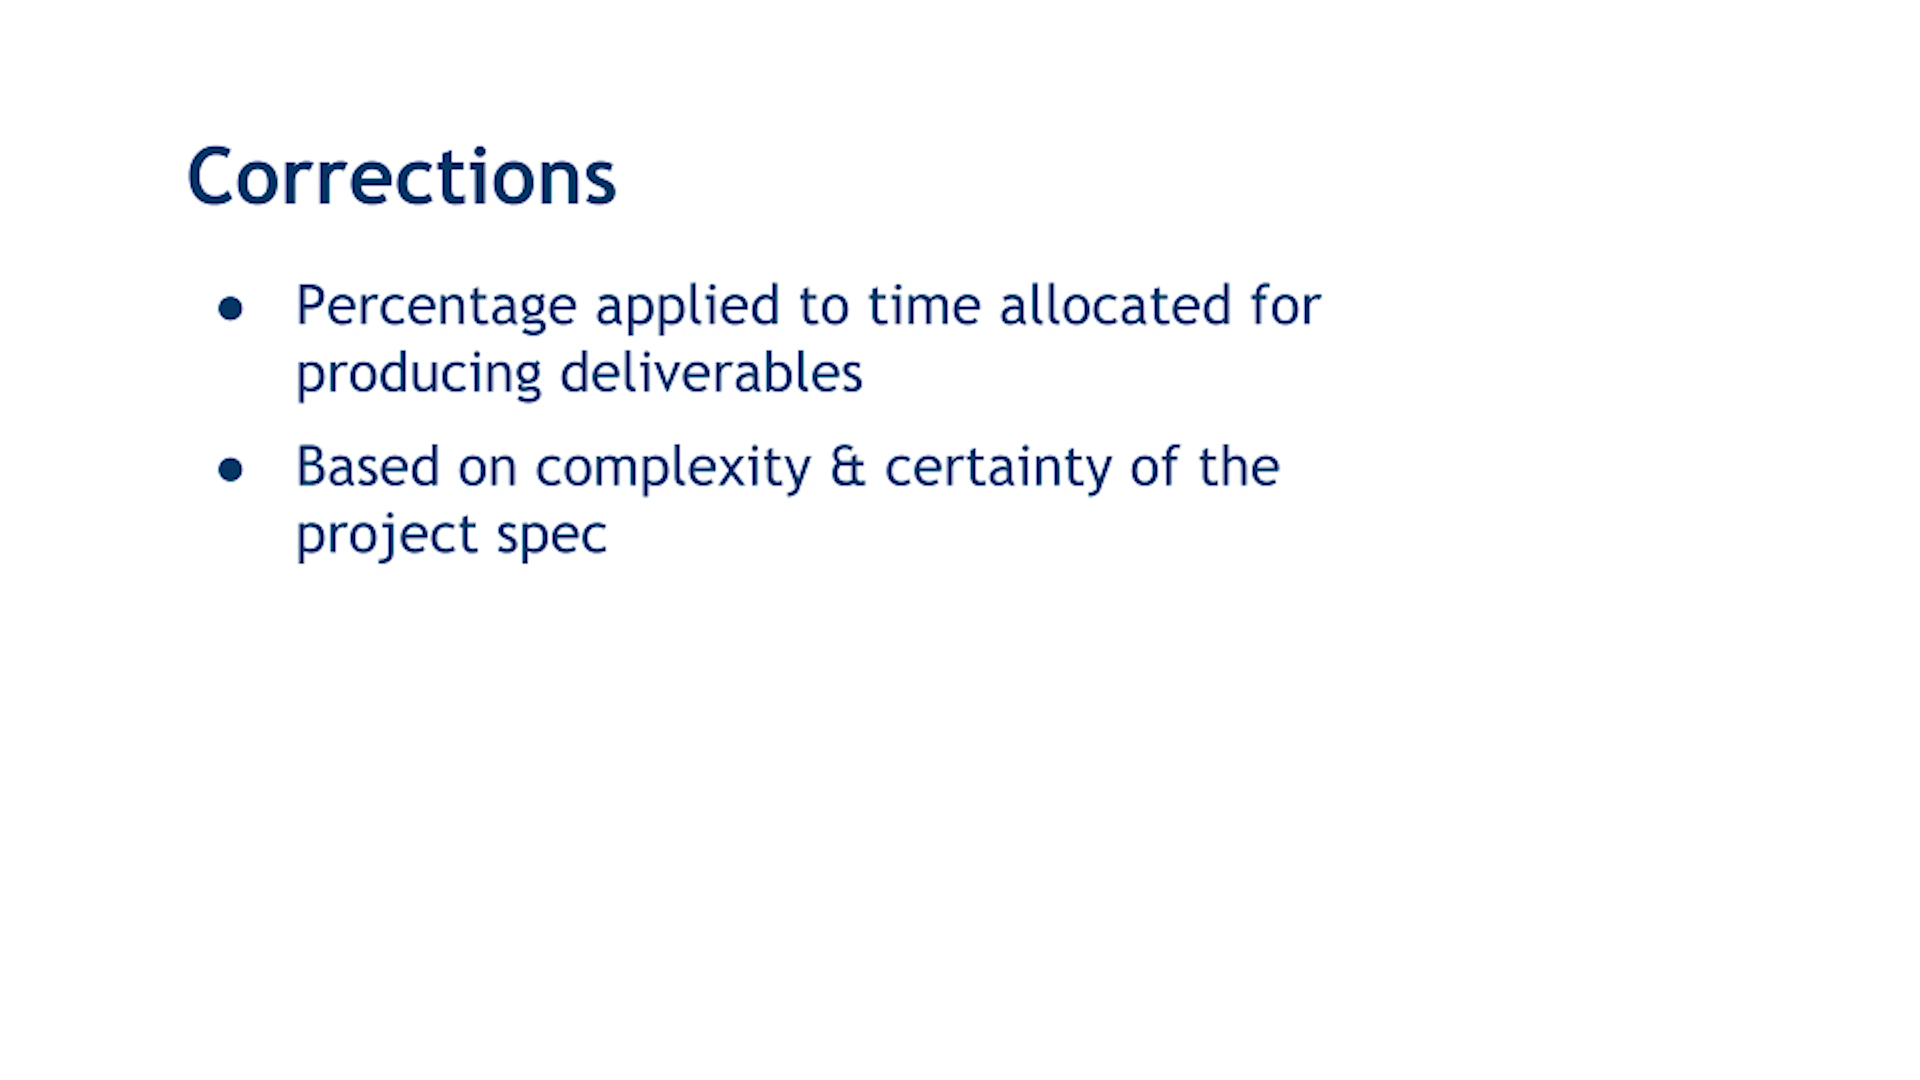 Corrections
● Percentage applied to time allocated for
producing deliverables
● Based on complexity & certainty of the
project spec